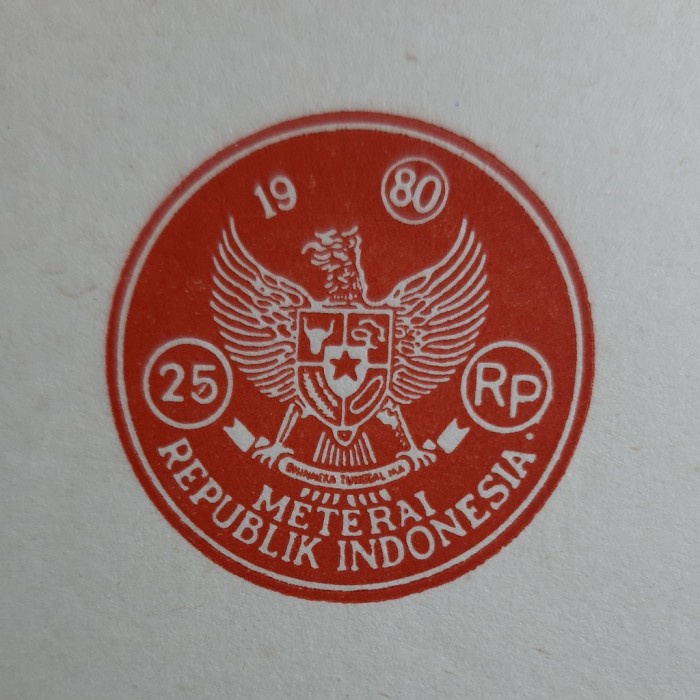 19 80
25 RP
BHINNEKA TUNGGAL IKA
METERAI
REPUBLIK INDONESIA.